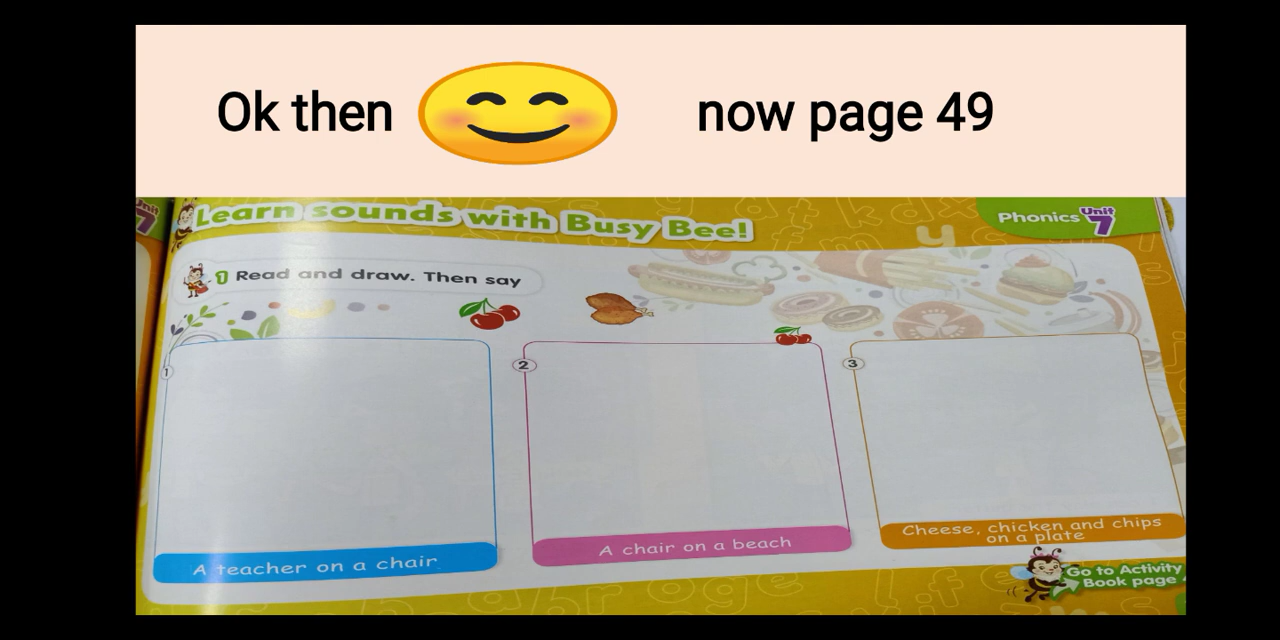 Ok then now page 49
Unit
7
Learn sounds with Busy Bee!
Phonics Unit 7
1 Read and draw. Then say
1
2
3
A teacher on a chair
A chair on a beach
Cheese, chicken and chips
on a plate
Go to Activity
Book page